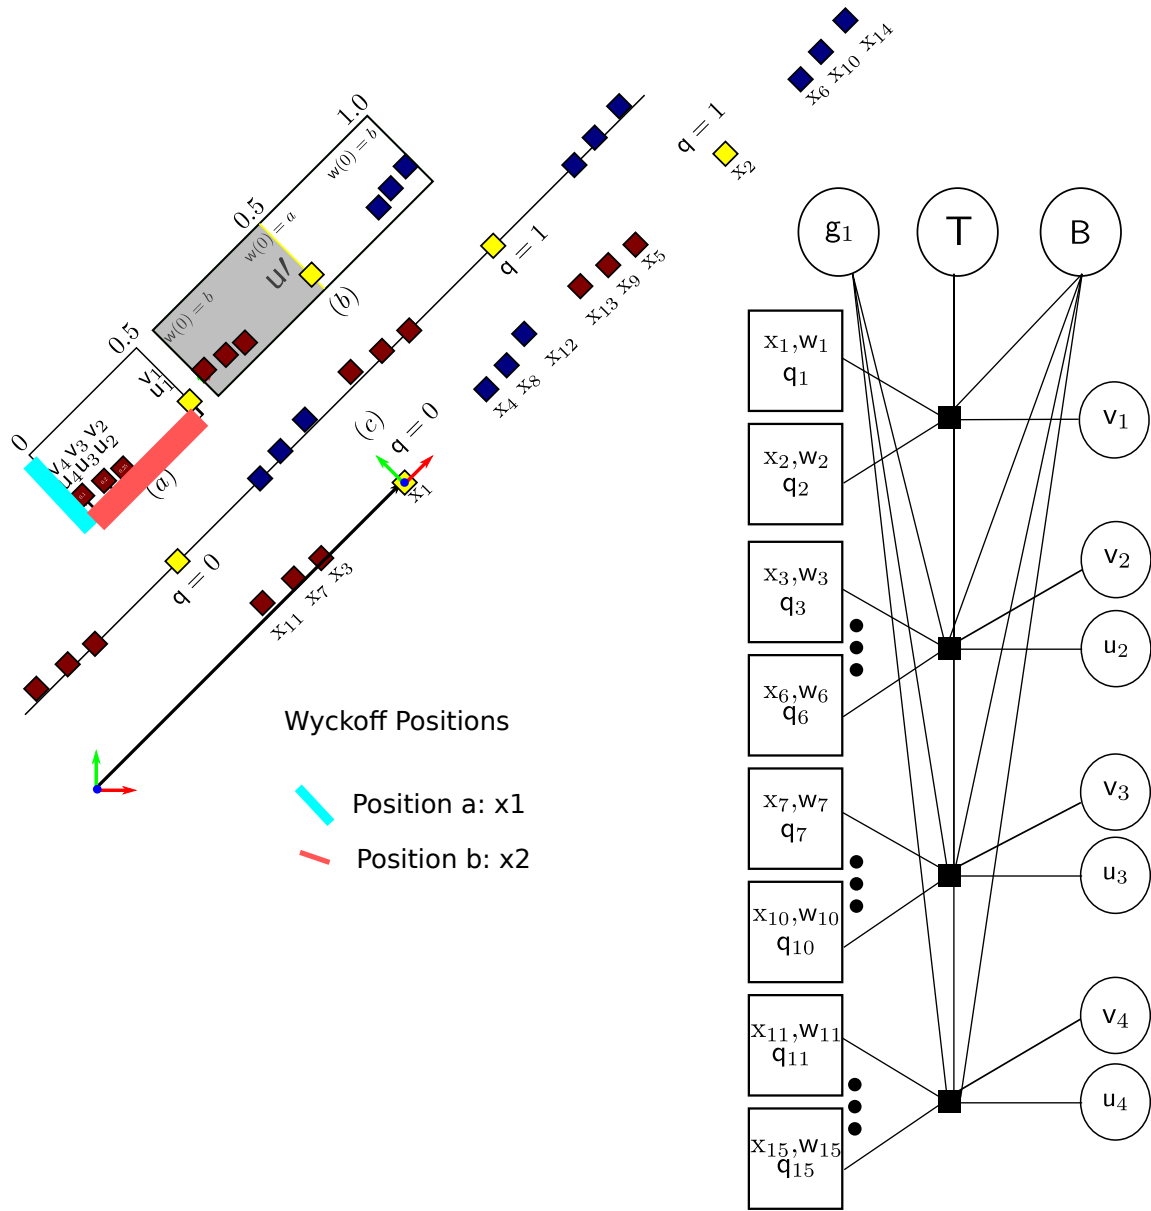 x₆ x₁₀ x₁₄
q = 1
x₂
1.0
w(0) = b
0.5
w(0) = a
u′
w(0) = b
(b)
0.5
v₁
u₁
0
v₄ v₃ v₂
u₄ u₃ u₂
(a)
q = 1
x₁₃ x₉ x₅
x₄ x₈ x₁₂
(c)
q = 0
x₁
q = 0
x₁₁ x₇ x₃
Wyckoff Positions
Position a: x1
Position b: x2
g₁ T B
x₁,w₁
q₁
v₁
x₂,w₂
q₂
x₃,w₃
q₃
v₂
u₂
x₆,w₆
q₆
x₇,w₇
q₇
v₃
u₃
x₁₀,w₁₀
q₁₀
x₁₁,w₁₁
q₁₁
v₄
u₄
x₁₅,w₁₅
q₁₅